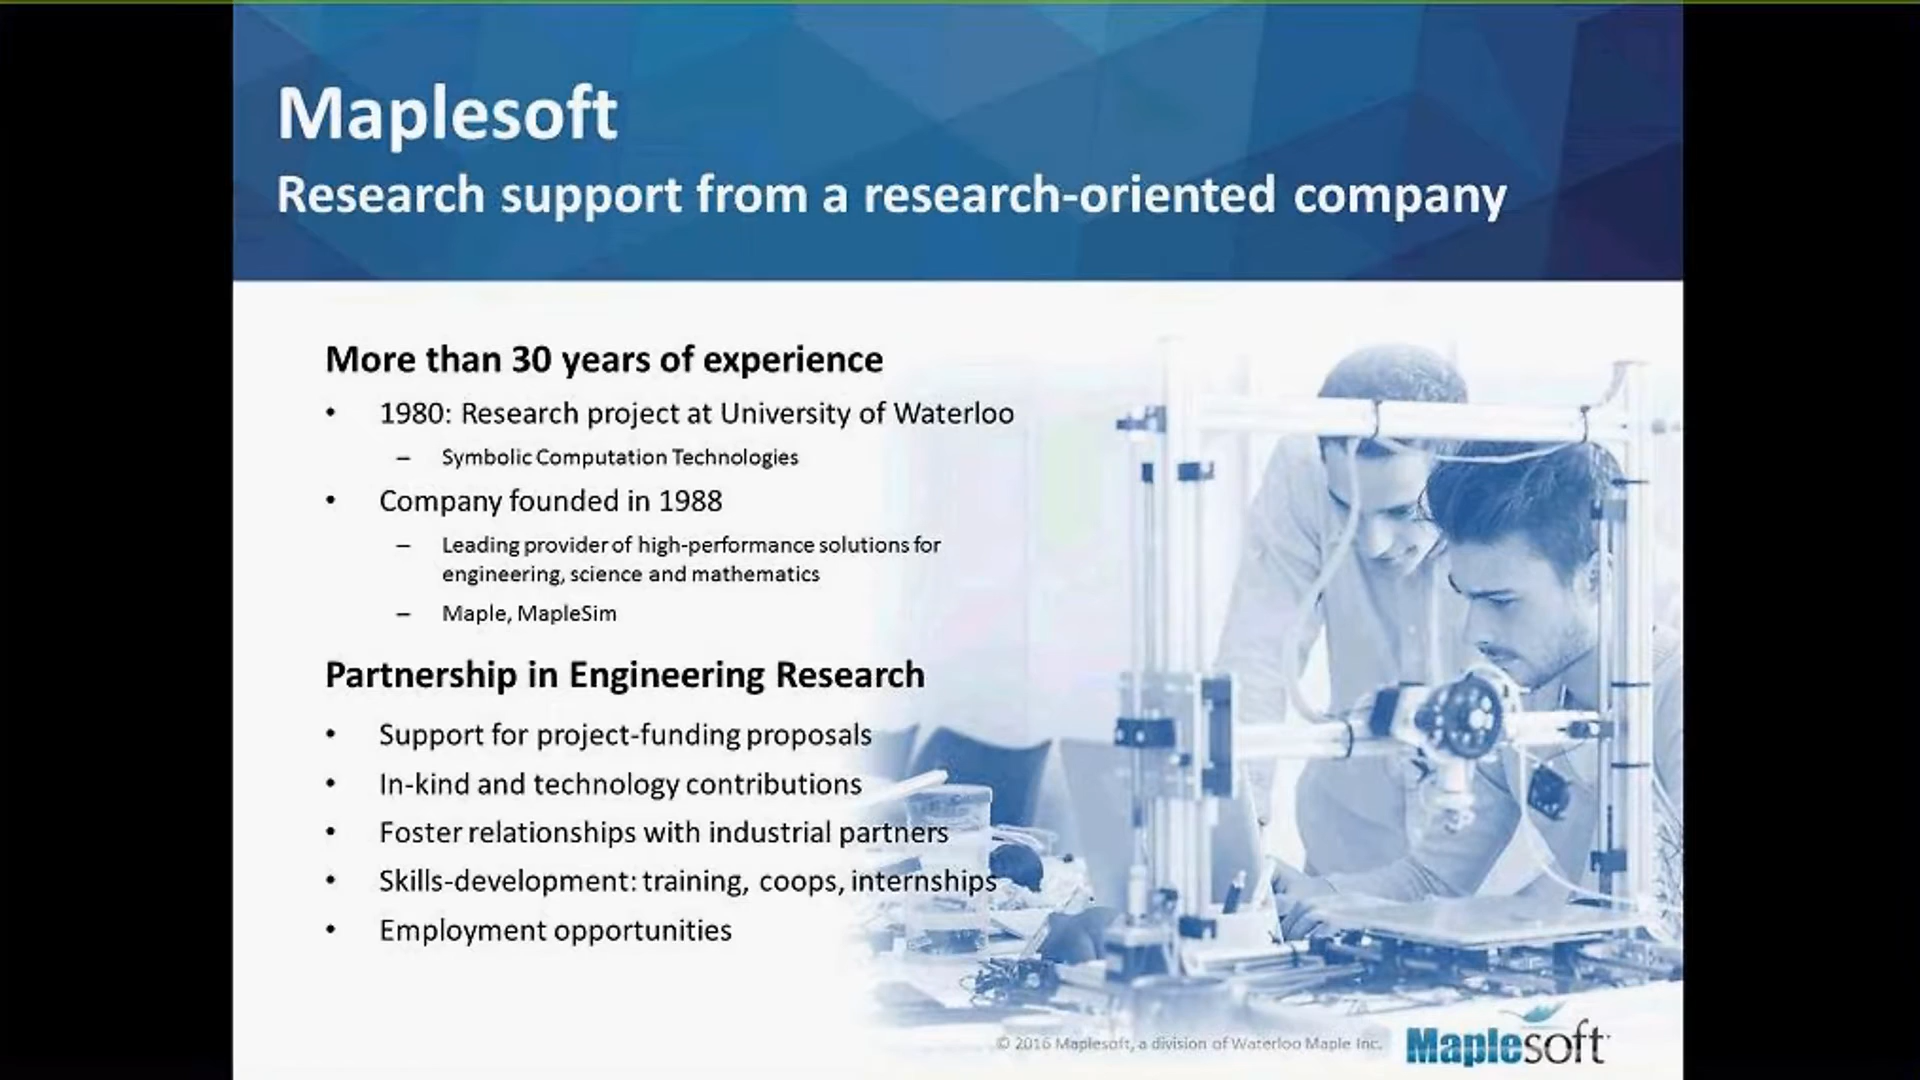 Maplesoft
Research support from a research-oriented company
More than 30 years of experience
• 1980: Research project at University of Waterloo
– Symbolic Computation Technologies
• Company founded in 1988
– Leading provider of high-performance solutions for
engineering, science and mathematics
– Maple, MapleSim
Partnership in Engineering Research
• Support for project-funding proposals
• In-kind and technology contributions
• Foster relationships with industrial partners
• Skills-development: training, coops, internships
• Employment opportunities
© 2016 Maplesoft, a division of Waterloo Maple Inc.
Maplesoft